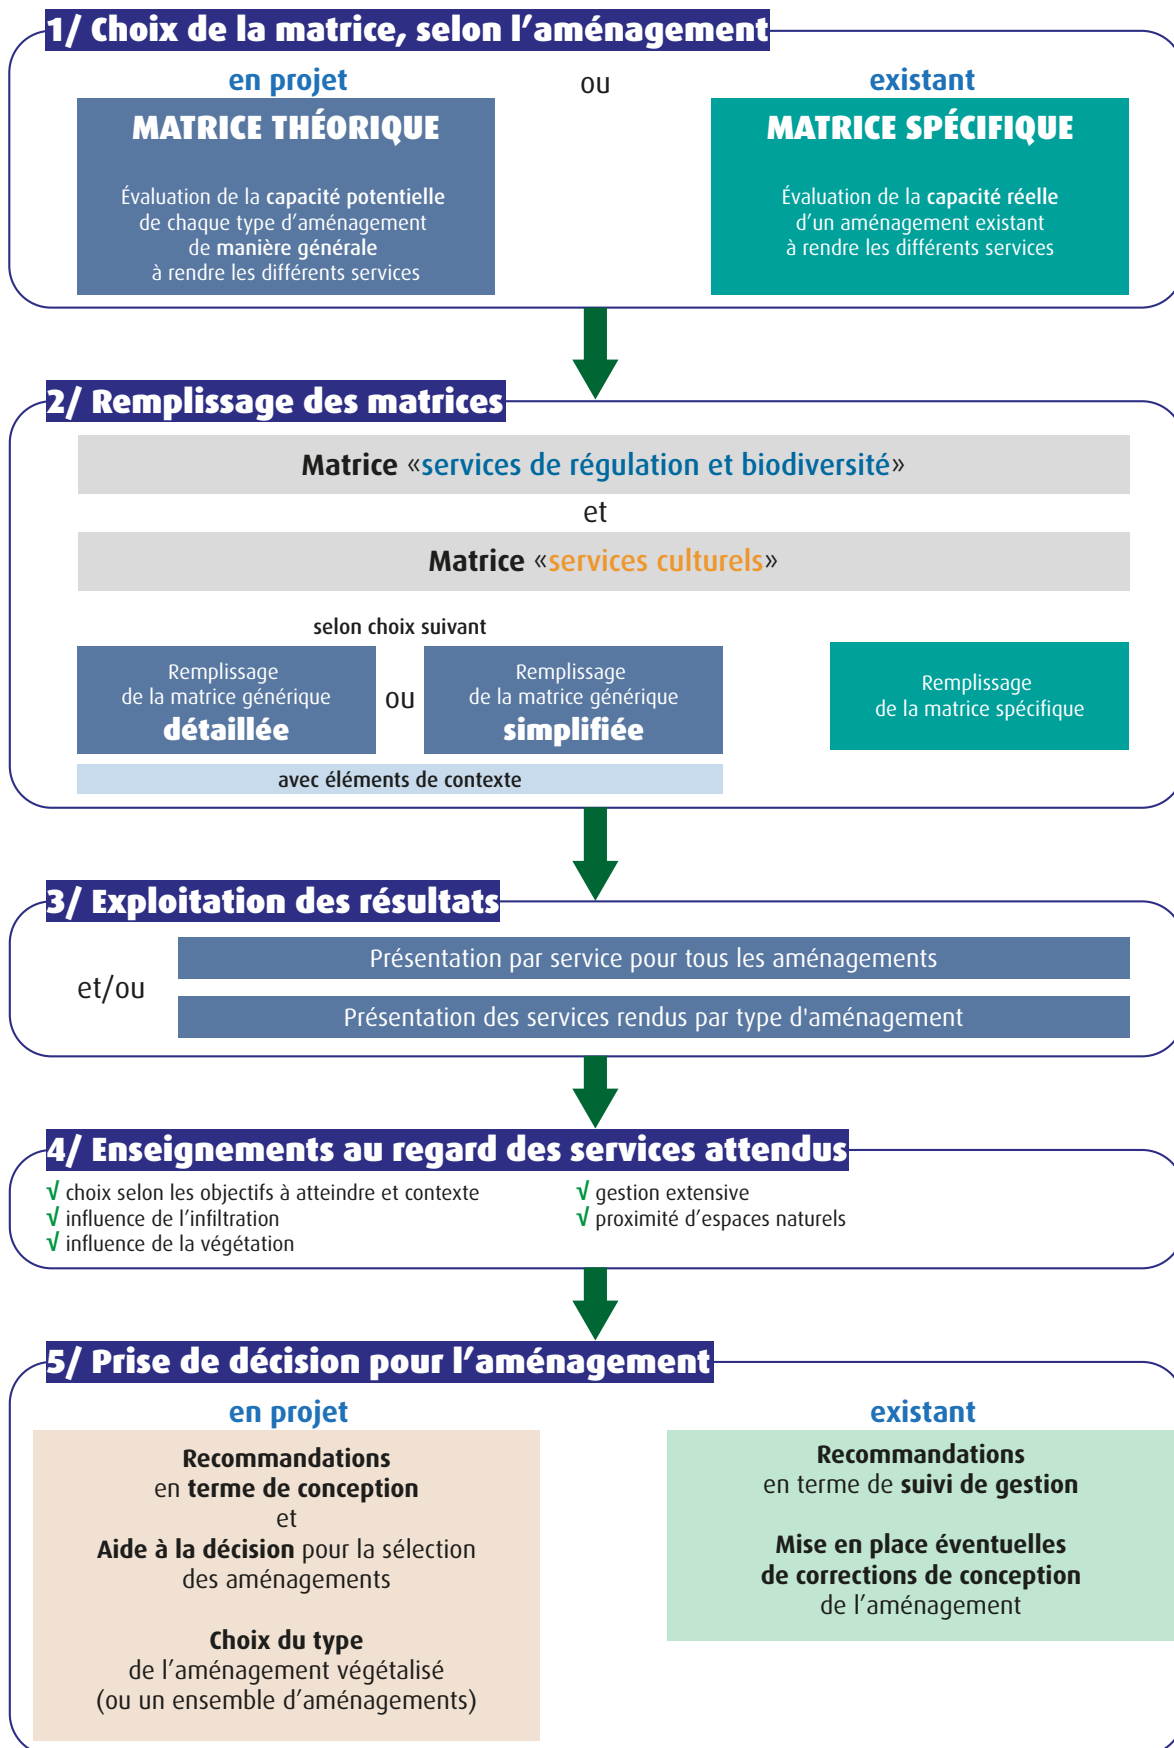 1/ Choix de la matrice, selon l’aménagement
en projet
ou
existant
MATRICE THÉORIQUE
Évaluation de la capacité potentielle
de chaque type d’aménagement
de manière générale
à rendre les différents services
MATRICE SPÉCIFIQUE
Évaluation de la capacité réelle
d’un aménagement existant
à rendre les différents services
2/ Remplissage des matrices
Matrice «services de régulation et biodiversité»
et
Matrice «services culturels»
selon choix suivant
Remplissage
de la matrice générique
détaillée
ou
Remplissage
de la matrice générique
simplifiée
avec éléments de contexte
Remplissage
de la matrice spécifique
3/ Exploitation des résultats
et/ou
Présentation par service pour tous les aménagements
Présentation des services rendus par type d'aménagement
4/ Enseignements au regard des services attendus
√ choix selon les objectifs à atteindre et contexte
√ influence de l’infiltration
√ influence de la végétation
√ gestion extensive
√ proximité d’espaces naturels
5/ Prise de décision pour l’aménagement
en projet
Recommandations
en terme de conception
et
Aide à la décision pour la sélection
des aménagements
Choix du type
de l’aménagement végétalisé
(ou un ensemble d’aménagements)
existant
Recommandations
en terme de suivi de gestion
Mise en place éventuelles
de corrections de conception
de l’aménagement